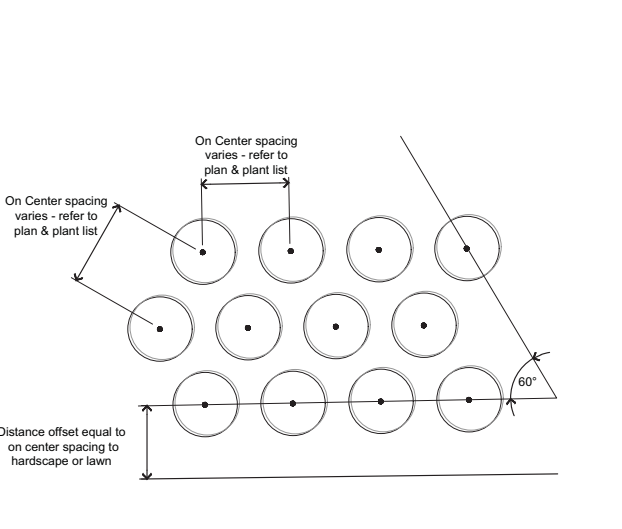 On Center spacing
varies - refer to
plan & plant list
On Center spacing
varies - refer to
plan & plant list
60°
Distance offset equal to
on center spacing to
hardscape or lawn